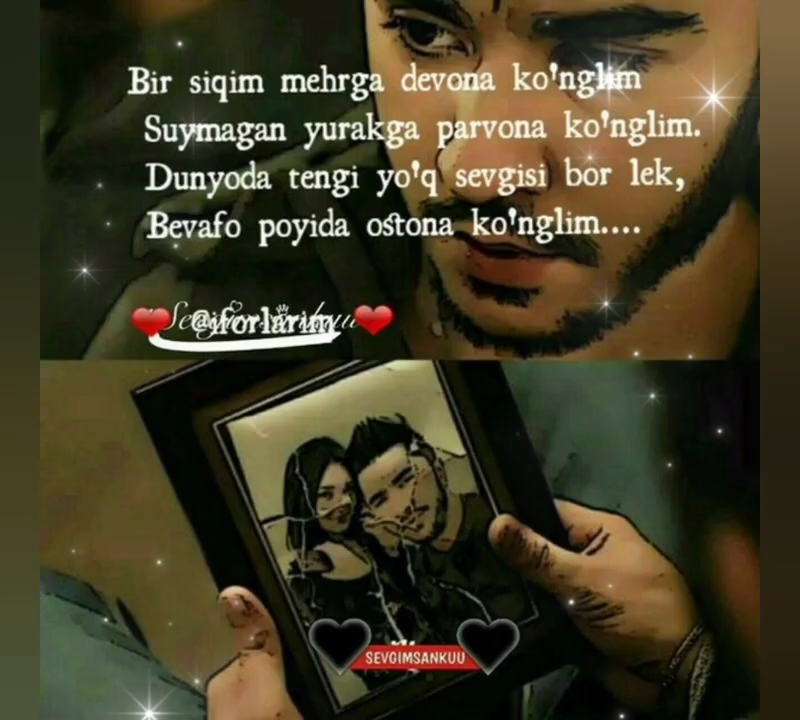 Bir siqim mehrga devona ko'nglim
Suymagan yurakga parvona ko'nglim.
Dunyoda tengi yo'q sevgisi bor lek,
Bevafo poyida ostona ko'nglim....
@iforlarim
SEVGIMSANKUU